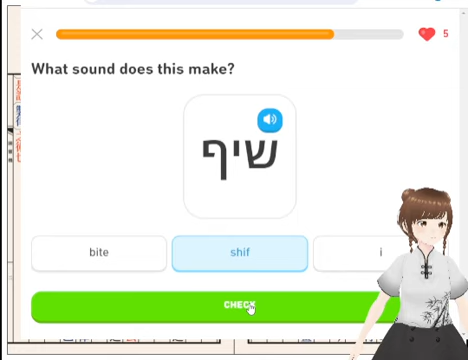 5
What sound does this make?
שיף
bite
shif
i
CHECK